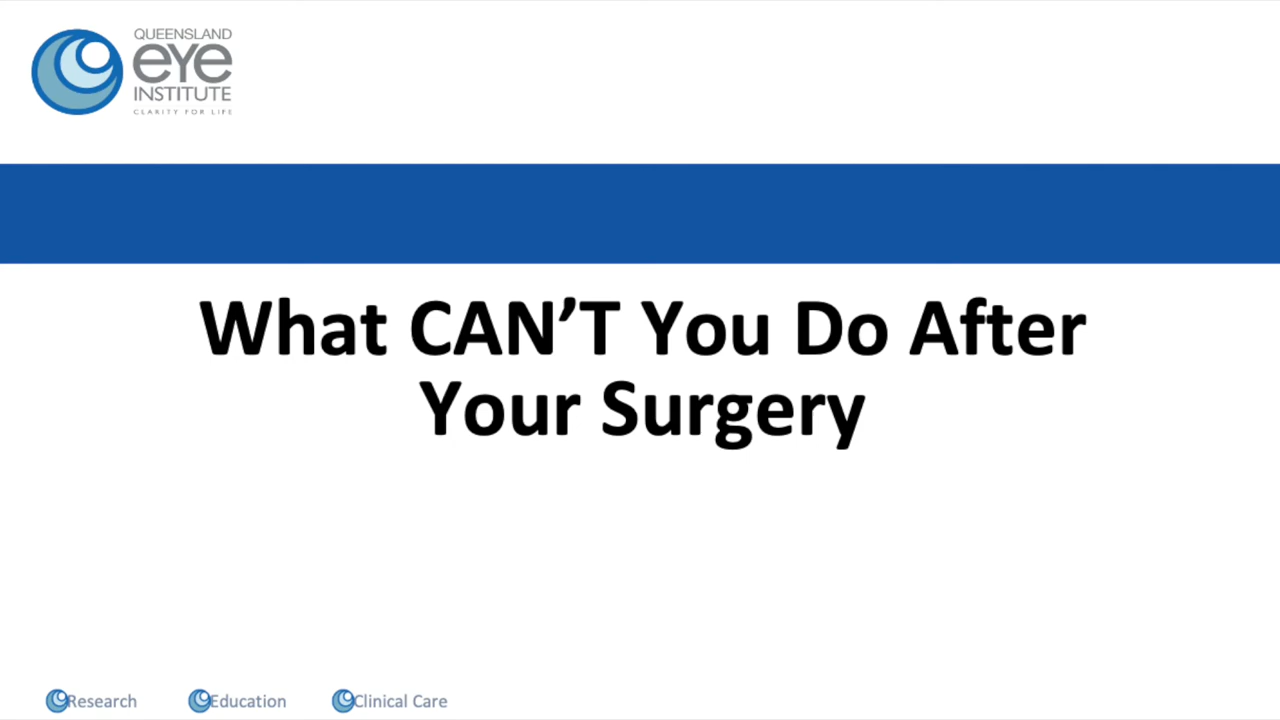 QUEENSLAND
eye
INSTITUTE
CLARITY FOR LIFE
What CAN’T You Do After
Your Surgery
Research Education Clinical Care